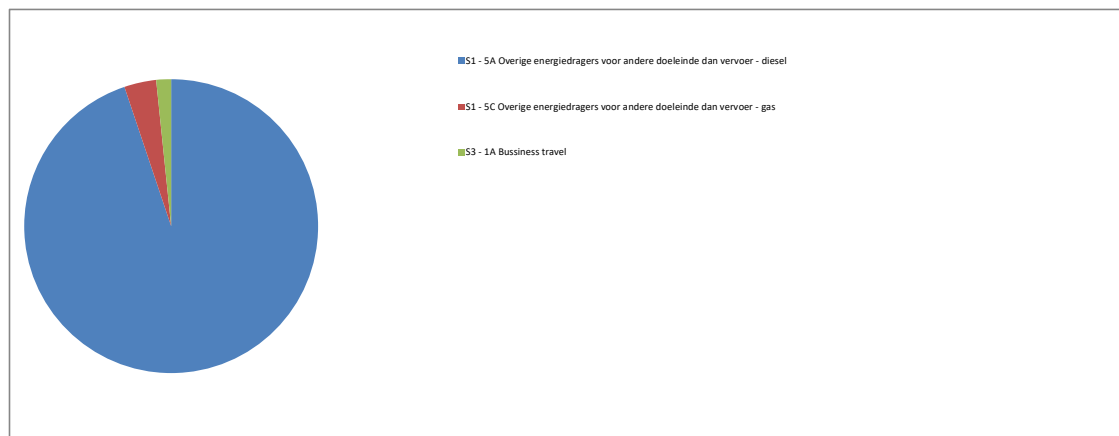 S1 - 5A Overige energiedragers voor andere doeleinde dan vervoer - diesel
S1 - 5C Overige energiedragers voor andere doeleinde dan vervoer - gas
S3 - 1A Bussiness travel